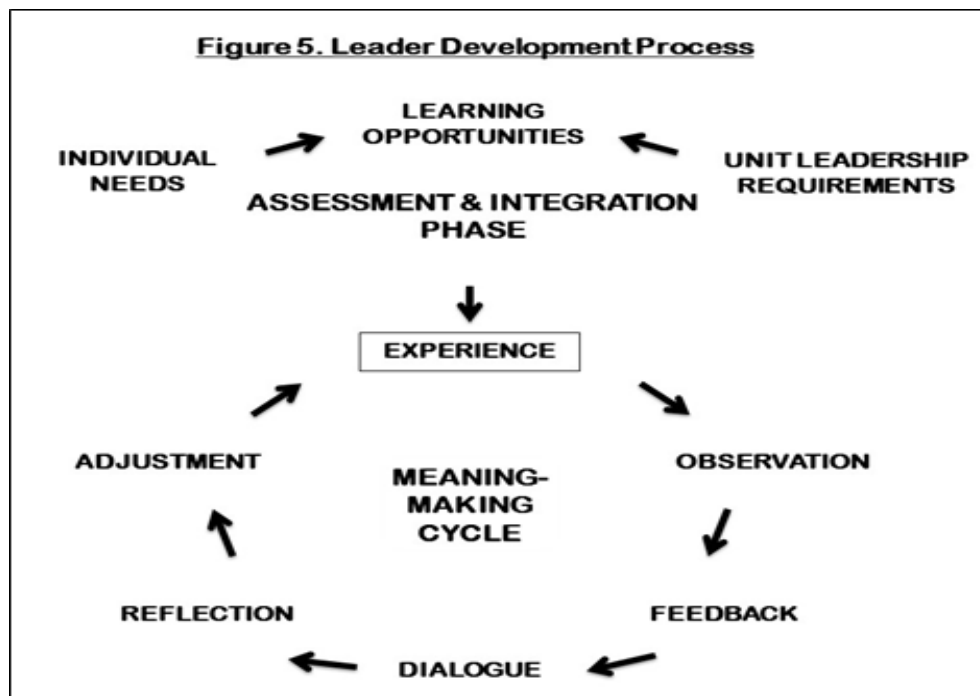 Figure 5. Leader Development Process
LEARNING
OPPORTUNITIES
INDIVIDUAL
NEEDS
UNIT LEADERSHIP
REQUIREMENTS
ASSESSMENT & INTEGRATION
PHASE
EXPERIENCE
ADJUSTMENT
OBSERVATION
MEANING-
MAKING
CYCLE
REFLECTION
FEEDBACK
DIALOGUE